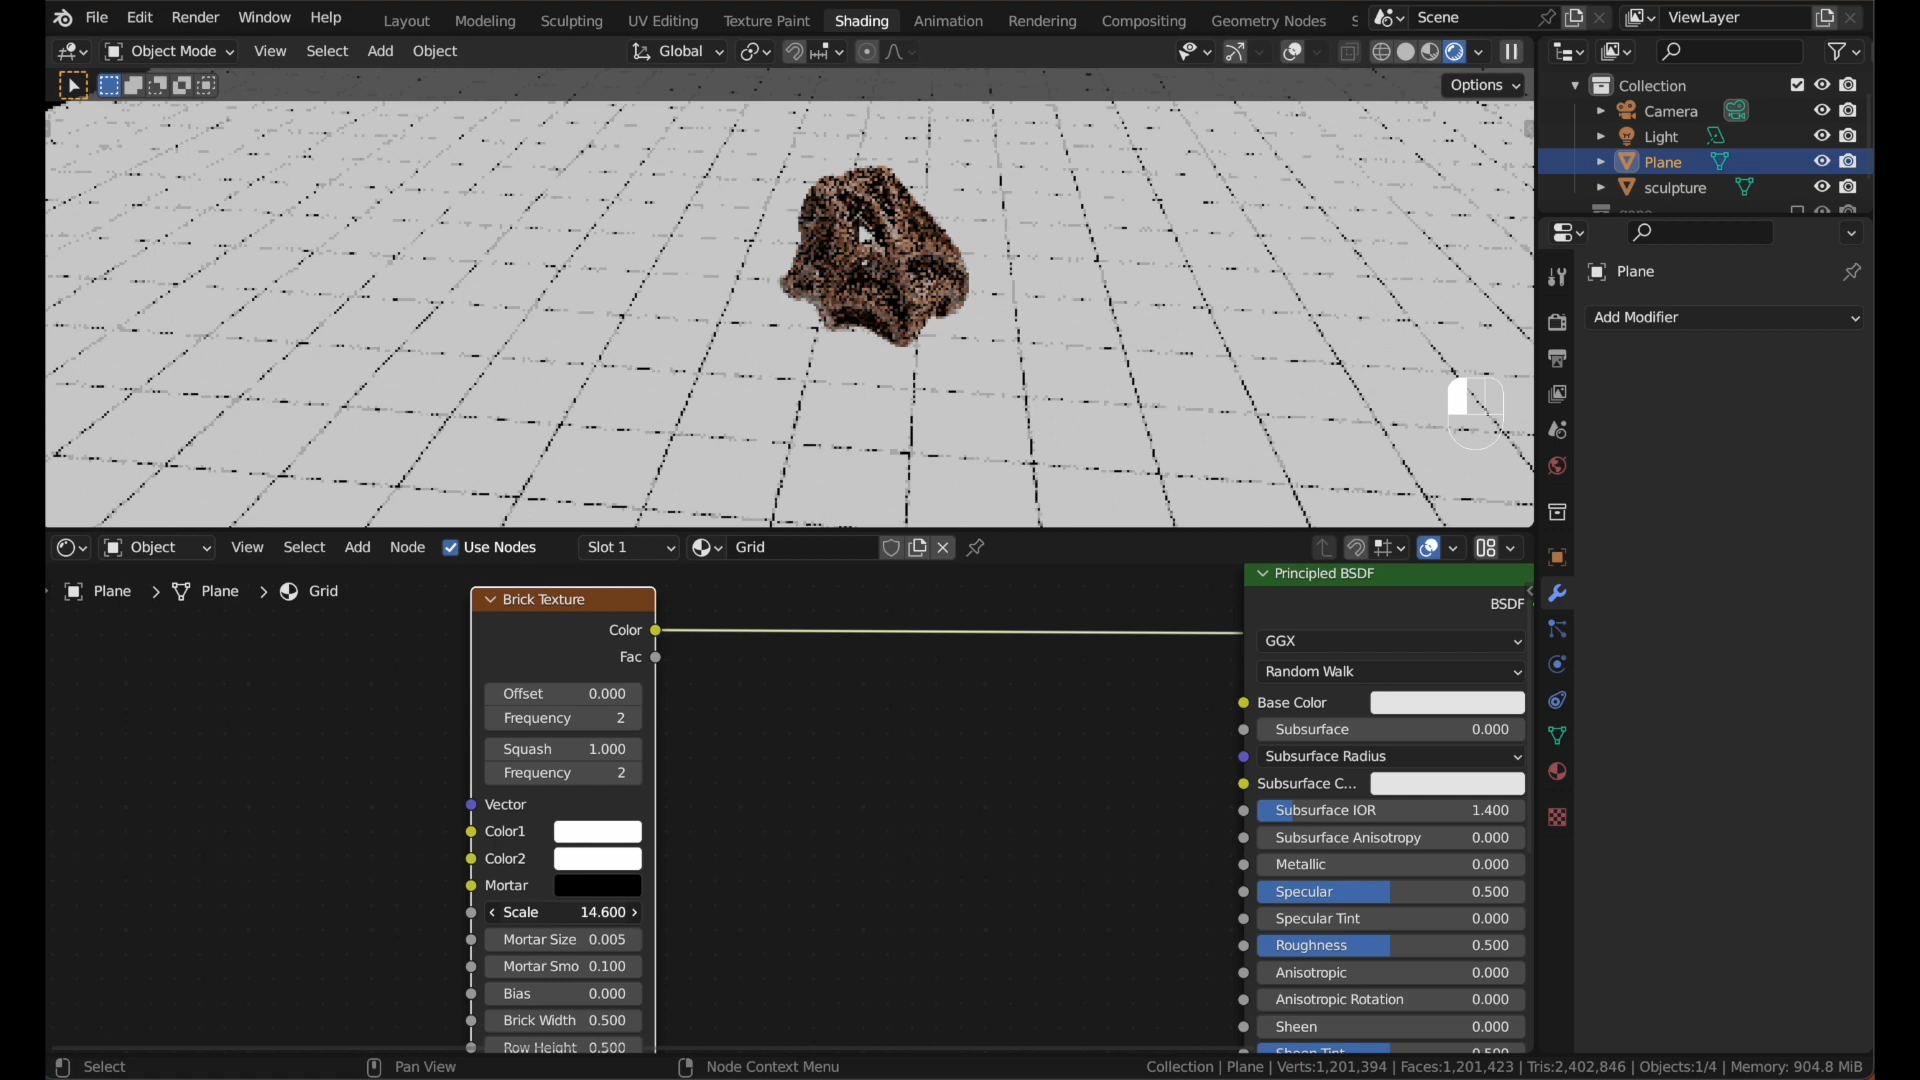 File Edit Render Window Help Layout Modeling Sculpting UV Editing Texture Paint Shading Animation Rendering Compositing Geometry Nodes S Scene ViewLayer
Object Mode View Select Add Object Global
Options
Collection
Camera
Light
Plane
sculpture
Plane
Add Modifier
Object View Select Add Node Use Nodes Slot 1 Grid
Plane > Plane > Grid
Brick Texture
Color
Fac
Offset 0.000
Frequency 2
Squash 1.000
Frequency 2
Vector
Color1
Color2
Mortar
Scale 14.600
Mortar Size 0.005
Mortar Smo 0.100
Bias 0.000
Brick Width 0.500
Row Height 0.500
Principled BSDF
BSDF
GGX
Random Walk
Base Color
Subsurface 0.000
Subsurface Radius
Subsurface C...
Subsurface IOR 1.400
Subsurface Anisotropy 0.000
Metallic 0.000
Specular 0.500
Specular Tint 0.000
Roughness 0.500
Anisotropic 0.000
Anisotropic Rotation 0.000
Sheen 0.000
Sheen Tint 0.500
Select Pan View Node Context Menu Collection | Plane | Verts:1,201,394 | Faces:1,201,423 | Tris:2,402,846 | Objects:1/4 | Memory: 904.8 MiB